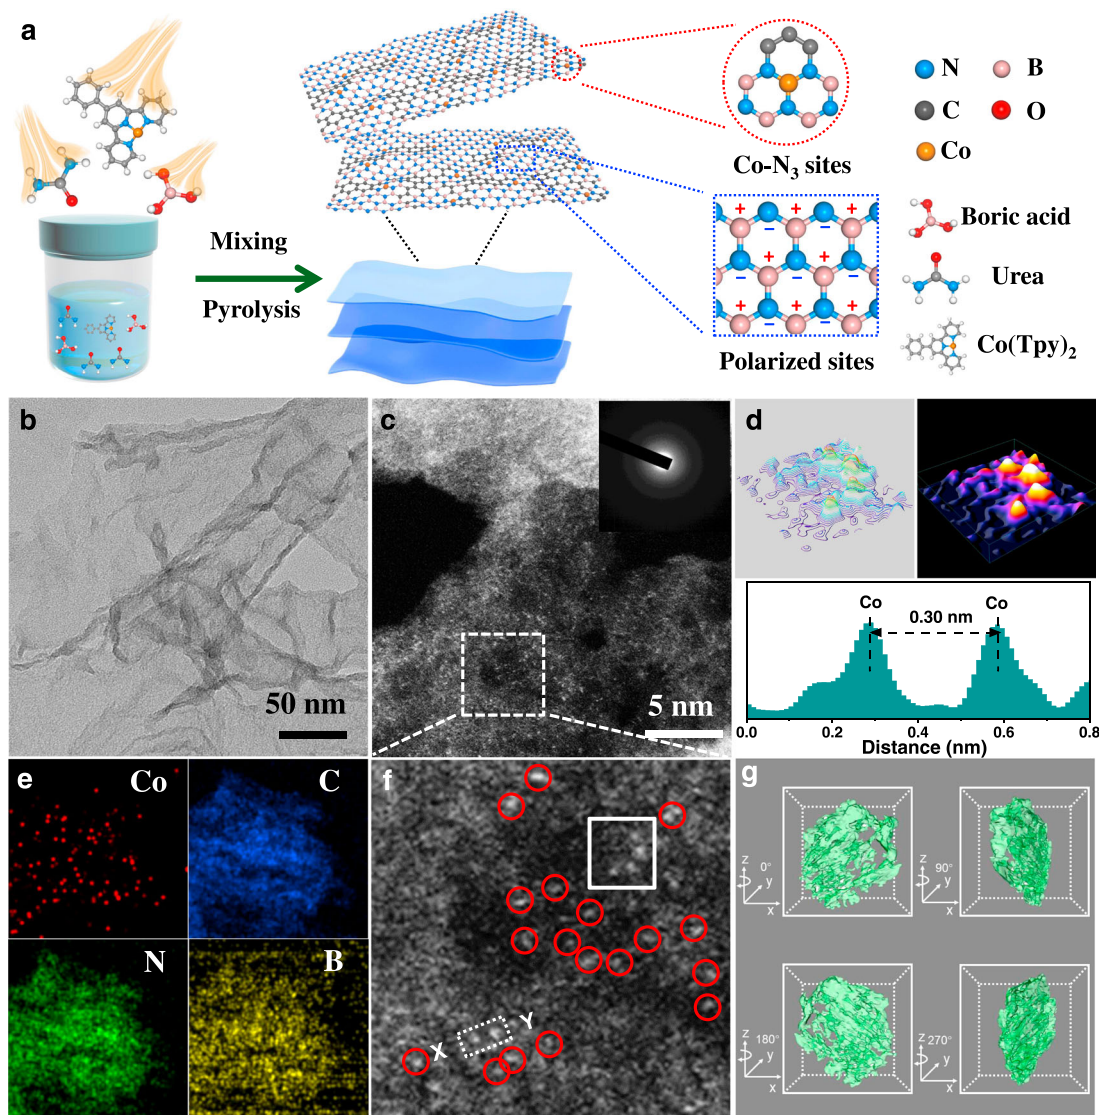 a
Mixing
Pyrolysis
Co-N₃ sites
+ + +
− −
+ +
− − −
+ + +
− −
Polarized sites
N
B
C
O
Co
Boric acid
Urea
Co(Tpy)₂
b
50 nm
c
5 nm
d
Co
Co
0.30 nm
0.0 0.2 0.4 0.6 0.8
Distance (nm)
e
Co
C
N
B
f
X
Y
g
z
0°
y
x
z
90°
y
x
z
180°
y
x
z
270°
y
x